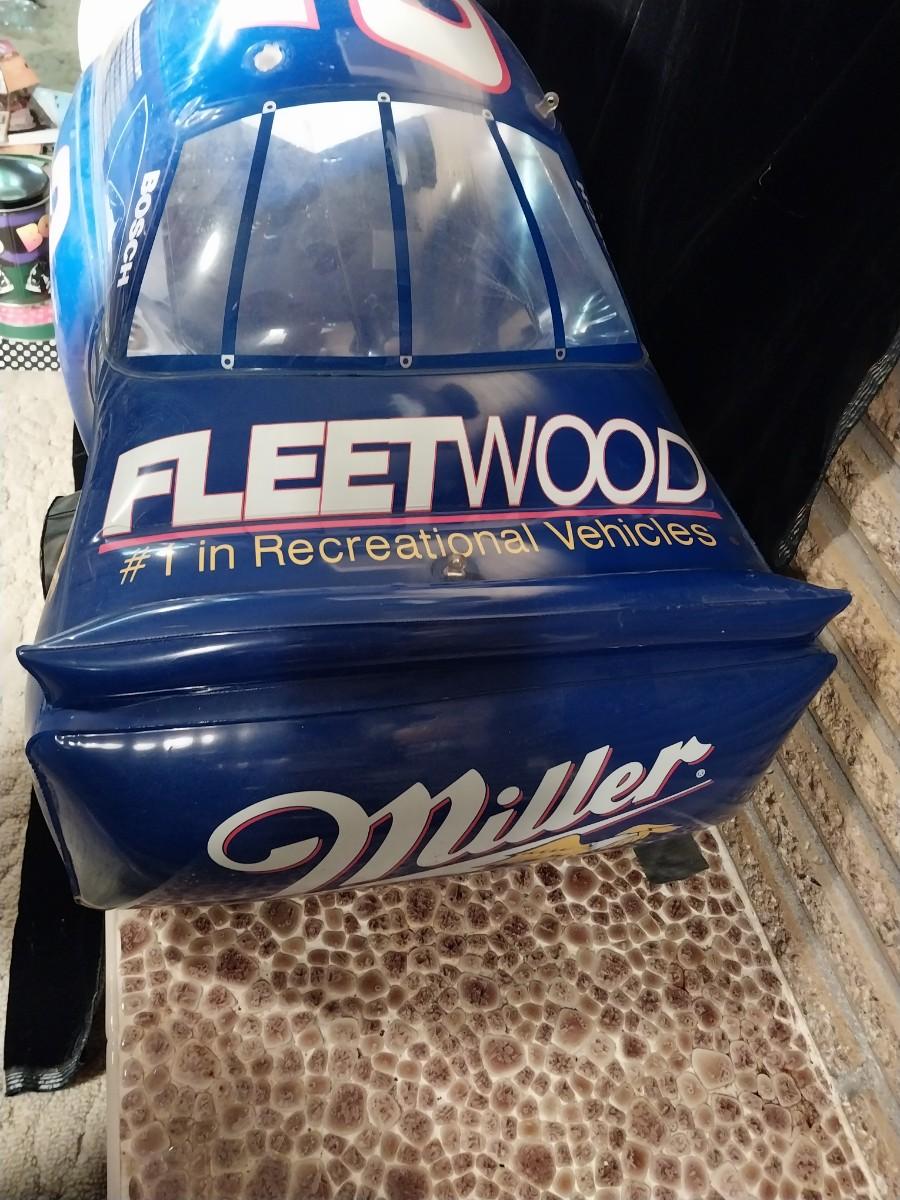 BOSCH
FLEETWOOD
#1 in Recreational Vehicles
Miller®